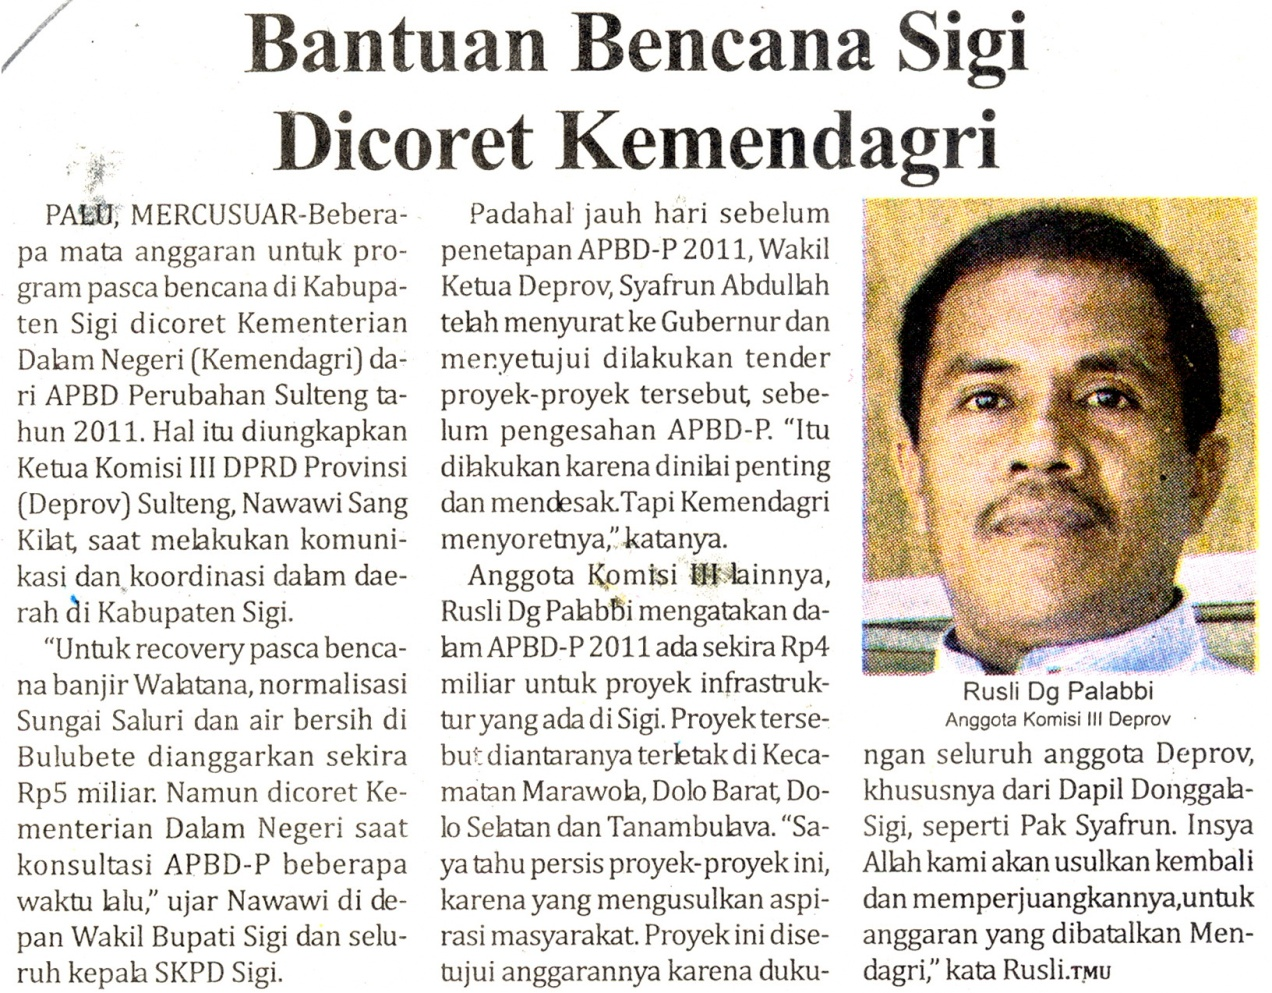 Bantuan Bencana Sigi
Dicoret Kemendagri
PALU, MERCUSUAR-Bebera-
pa mata anggaran untuk pro-
gram pasca bencana di Kabupa-
ten Sigi dicoret Kementerian
Dalam Negeri (Kemendagri) da-
ri APBD Perubahan Sulteng ta-
hun 2011. Hal itu diungkapkan
Ketua Komisi III DPRD Provinsi
(Deprov) Sulteng, Nawawi Sang
Kilat, saat melakukan komuni-
kasi dan koordinasi dalam dae-
rah di Kabupaten Sigi.
“Untuk recovery pasca benca-
na banjir Walatana, normalisasi
Sungai Saluri dan air bersih di
Bulubete dianggarkan sekira
Rp5 miliar. Namun dicoret Ke-
menterian Dalam Negeri saat
konsultasi APBD-P beberapa
waktu lalu,” ujar Nawawi di de-
pan Wakil Bupati Sigi dan selu-
ruh kepala SKPD Sigi.
Padahal jauh hari sebelum
penetapan APBD-P 2011, Wakil
Ketua Deprov, Syafrun Abdullah
telah menyurat ke Gubernur dan
menyetujui dilakukan tender
proyek-proyek tersebut, sebe-
lum pengesahan APBD-P. “Itu
dilakukan karena dinilai penting
dan mendesak.Tapi Kemendagri
menyoretnya,” katanya.
Anggota Komisi III lainnya,
Rusli Dg Palabbi mengatakan da-
lam APBD-P 2011 ada sekira Rp4
miliar untuk proyek infrastruk-
tur yang ada di Sigi. Proyek terse-
but diantaranya terletak di Keca-
matan Marawola, Dolo Barat, Do-
lo Selatan dan Tanambulava. “Sa-
ya tahu persis proyek-proyek ini,
karena yang mengusulkan aspi-
rasi masyarakat. Proyek ini dise-
tujui anggarannya karena duku-
Rusli Dg Palabbi
Anggota Komisi III Deprov
ngan seluruh anggota Deprov,
khususnya dari Dapil Donggala-
Sigi, seperti Pak Syafrun. Insya
Allah kami akan usulkan kembali
dan memperjuangkannya,untuk
anggaran yang dibatalkan Men-
dagri,” kata Rusli.TMU